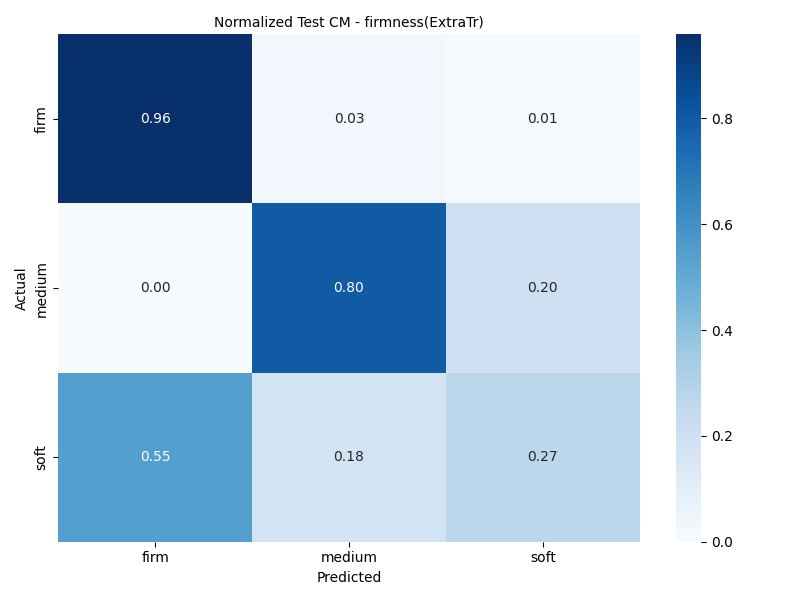 Normalized Test CM - firmness(ExtraTr)
firm
0.96
0.03
0.01
0.8
Actual
medium
0.00
0.80
0.20
0.6
0.4
soft
0.55
0.18
0.27
0.2
0.0
firm
medium
soft
Predicted